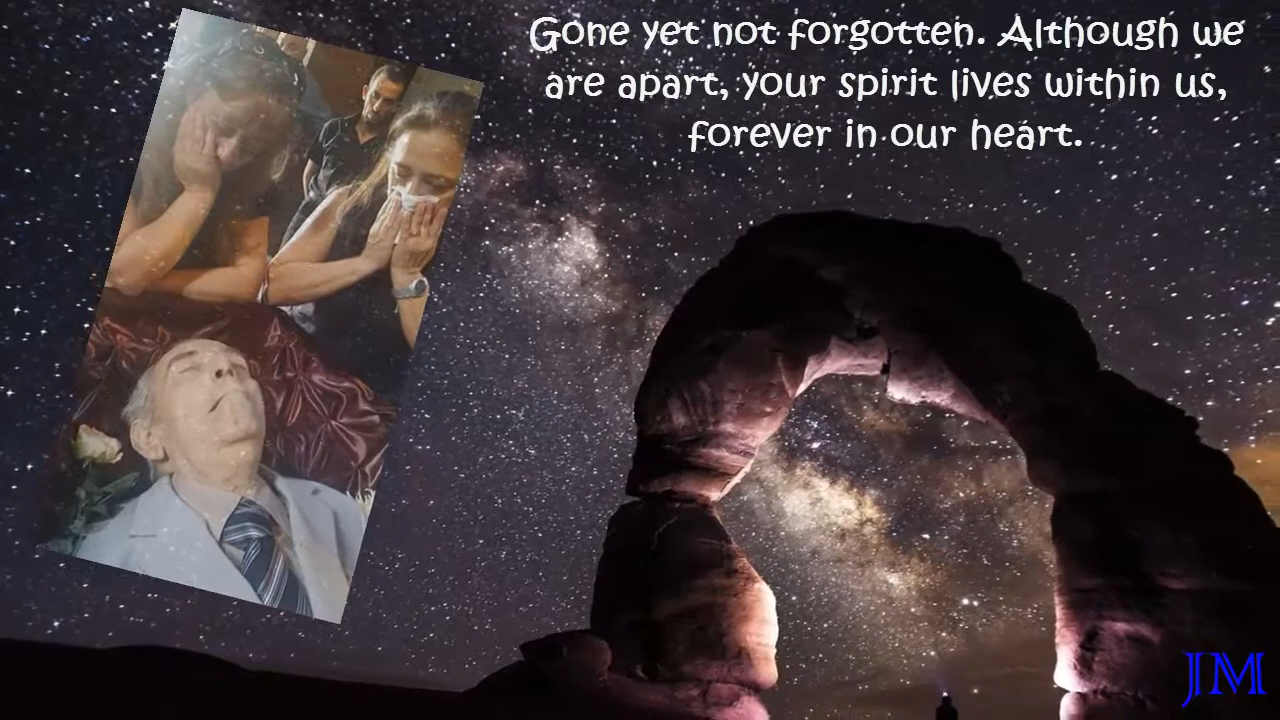 Gone yet not forgotten. Although we
are apart, your spirit lives within us,
forever in our heart.
JM